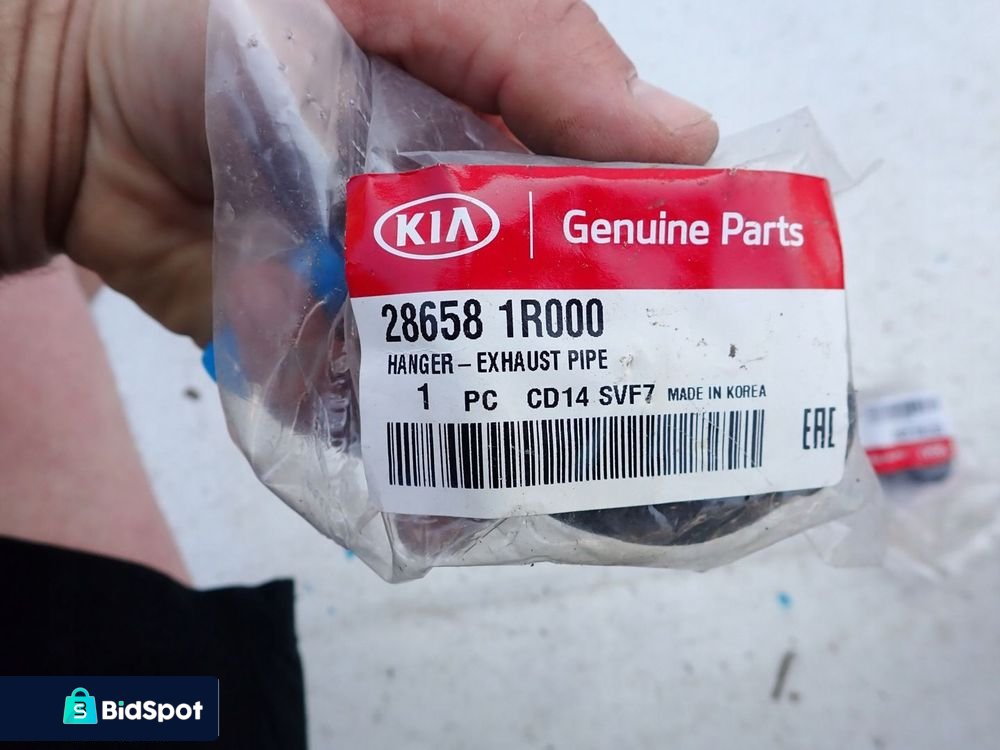 KIA Genuine Parts
28658 1R000
HANGER-EXHAUST PIPE
1 PC CD14 SVF7 MADE IN KOREA
EAC
BidSpot